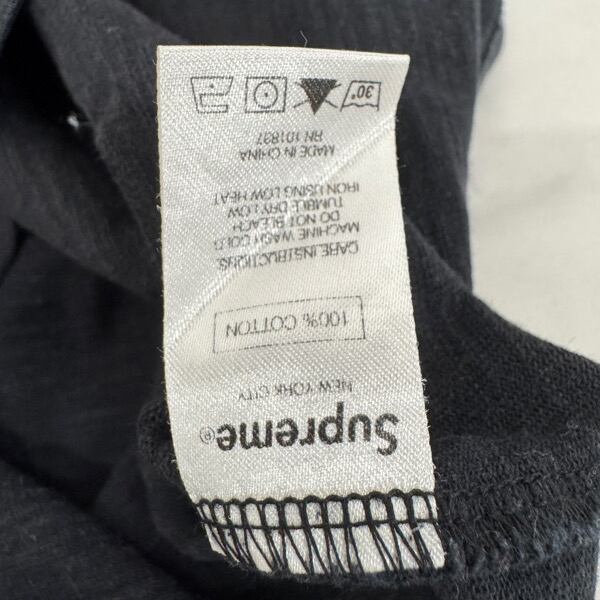 Supreme®
NEW YORK CITY
100% COTTON
CARE INSTRUCTIONS:
MACHINE WASH COLD
DO NOT BLEACH
TUMBLE DRY LOW
IRON USING LOW HEAT
MADE IN CHINA
RN 101837
30°